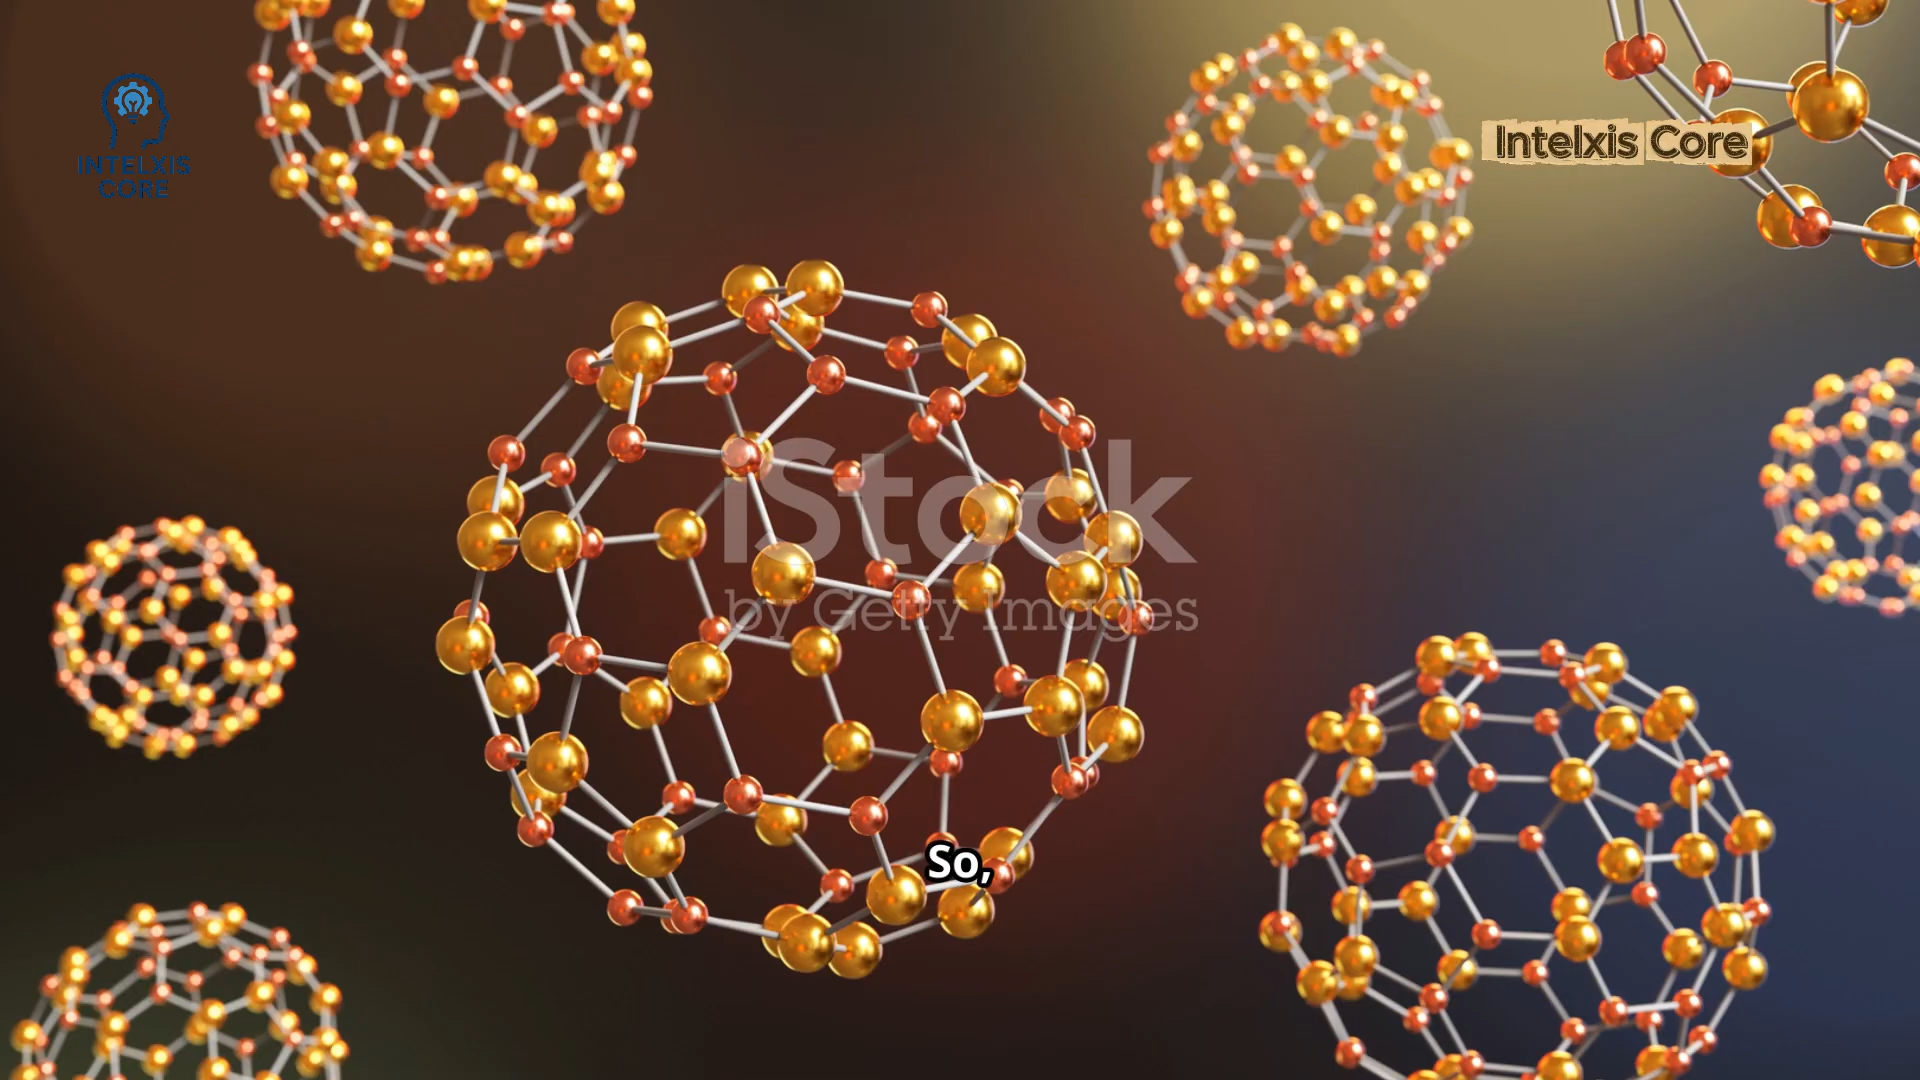 INTELXIS
CORE
Intelxis Core
iStock
by Getty Images
So,